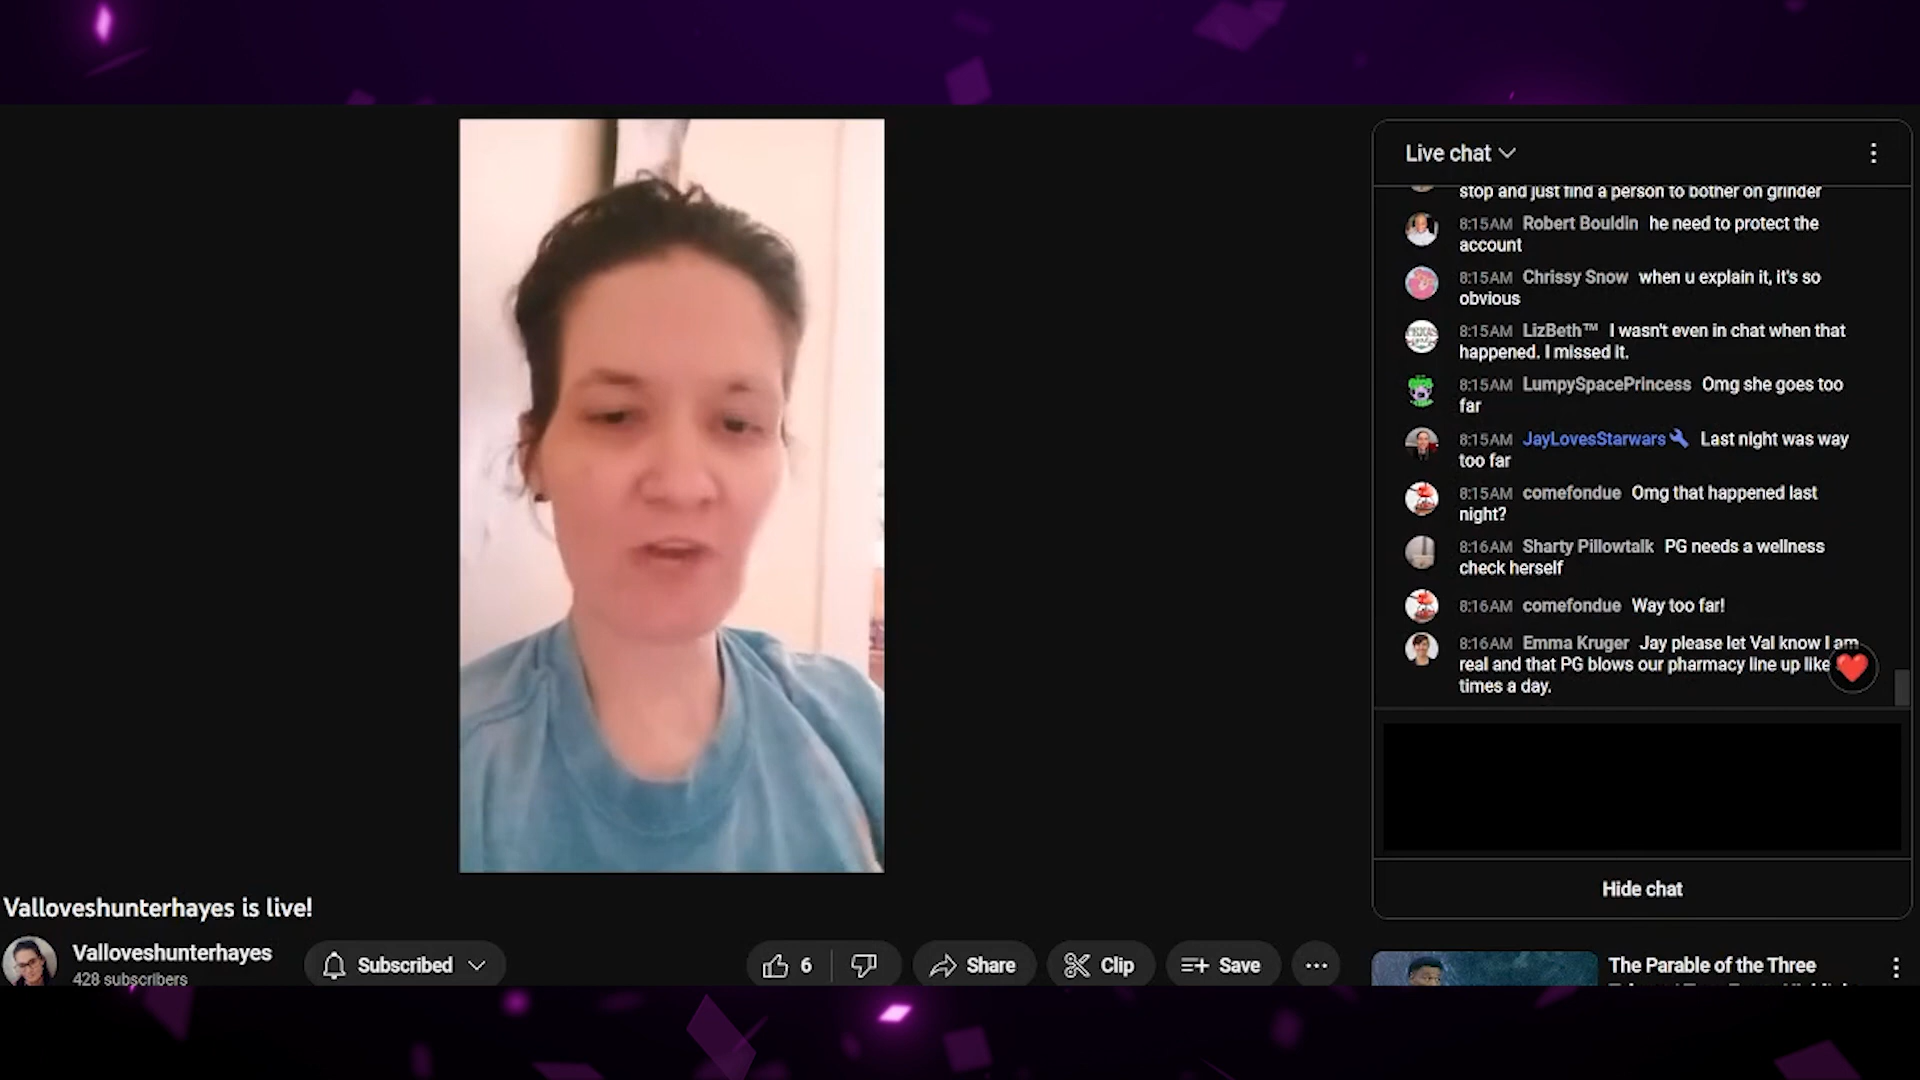 Live chat
stop and just find a person to bother on grinder
8:15AM Robert Bouldin he need to protect the
account
8:15AM Chrissy Snow when u explain it, it's so
obvious
8:15AM LizBeth™ I wasn't even in chat when that
happened. I missed it.
8:15AM LumpySpacePrincess Omg she goes too
far
8:15AM JayLovesStarwars Last night was way
too far
8:15AM comefondue Omg that happened last
night?
8:16AM Sharty Pillowtalk PG needs a wellness
check herself
8:16AM comefondue Way too far!
8:16AM Emma Kruger Jay please let Val know I am
real and that PG blows our pharmacy line up like
times a day.
Hide chat
Valloveshunterhayes is live!
Valloveshunterhayes
428 subscribers
Subscribed
6
Share
Clip
Save
The Parable of the Three